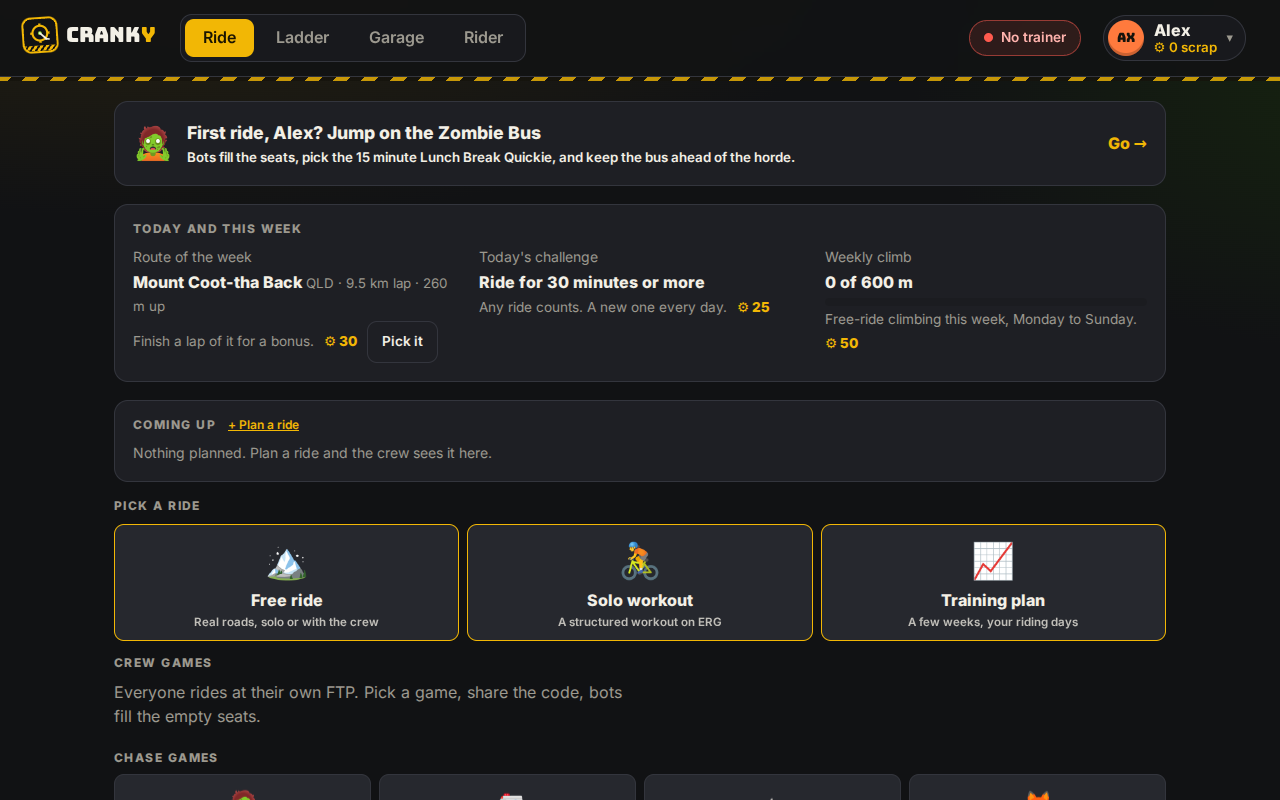 CRANKY
Ride
Ladder
Garage
Rider
No trainer
AX
Alex
⚙ 0 scrap
▾
First ride, Alex? Jump on the Zombie Bus
Bots fill the seats, pick the 15 minute Lunch Break Quickie, and keep the bus ahead of the horde.
Go →
TODAY AND THIS WEEK
Route of the week
Mount Coot-tha Back QLD · 9.5 km lap · 260
m up
Finish a lap of it for a bonus. ⚙ 30 Pick it
Today's challenge
Ride for 30 minutes or more
Any ride counts. A new one every day. ⚙ 25
Weekly climb
0 of 600 m
Free-ride climbing this week, Monday to Sunday.
⚙ 50
COMING UP + Plan a ride
Nothing planned. Plan a ride and the crew sees it here.
PICK A RIDE
Free ride
Real roads, solo or with the crew
Solo workout
A structured workout on ERG
Training plan
A few weeks, your riding days
CREW GAMES
Everyone rides at their own FTP. Pick a game, share the code, bots
fill the empty seats.
CHASE GAMES